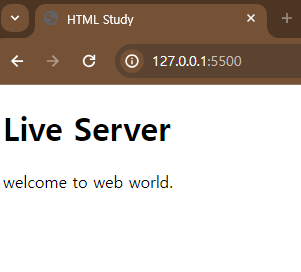 HTML Study
127.0.0.1:5500
Live Server
welcome to web world.